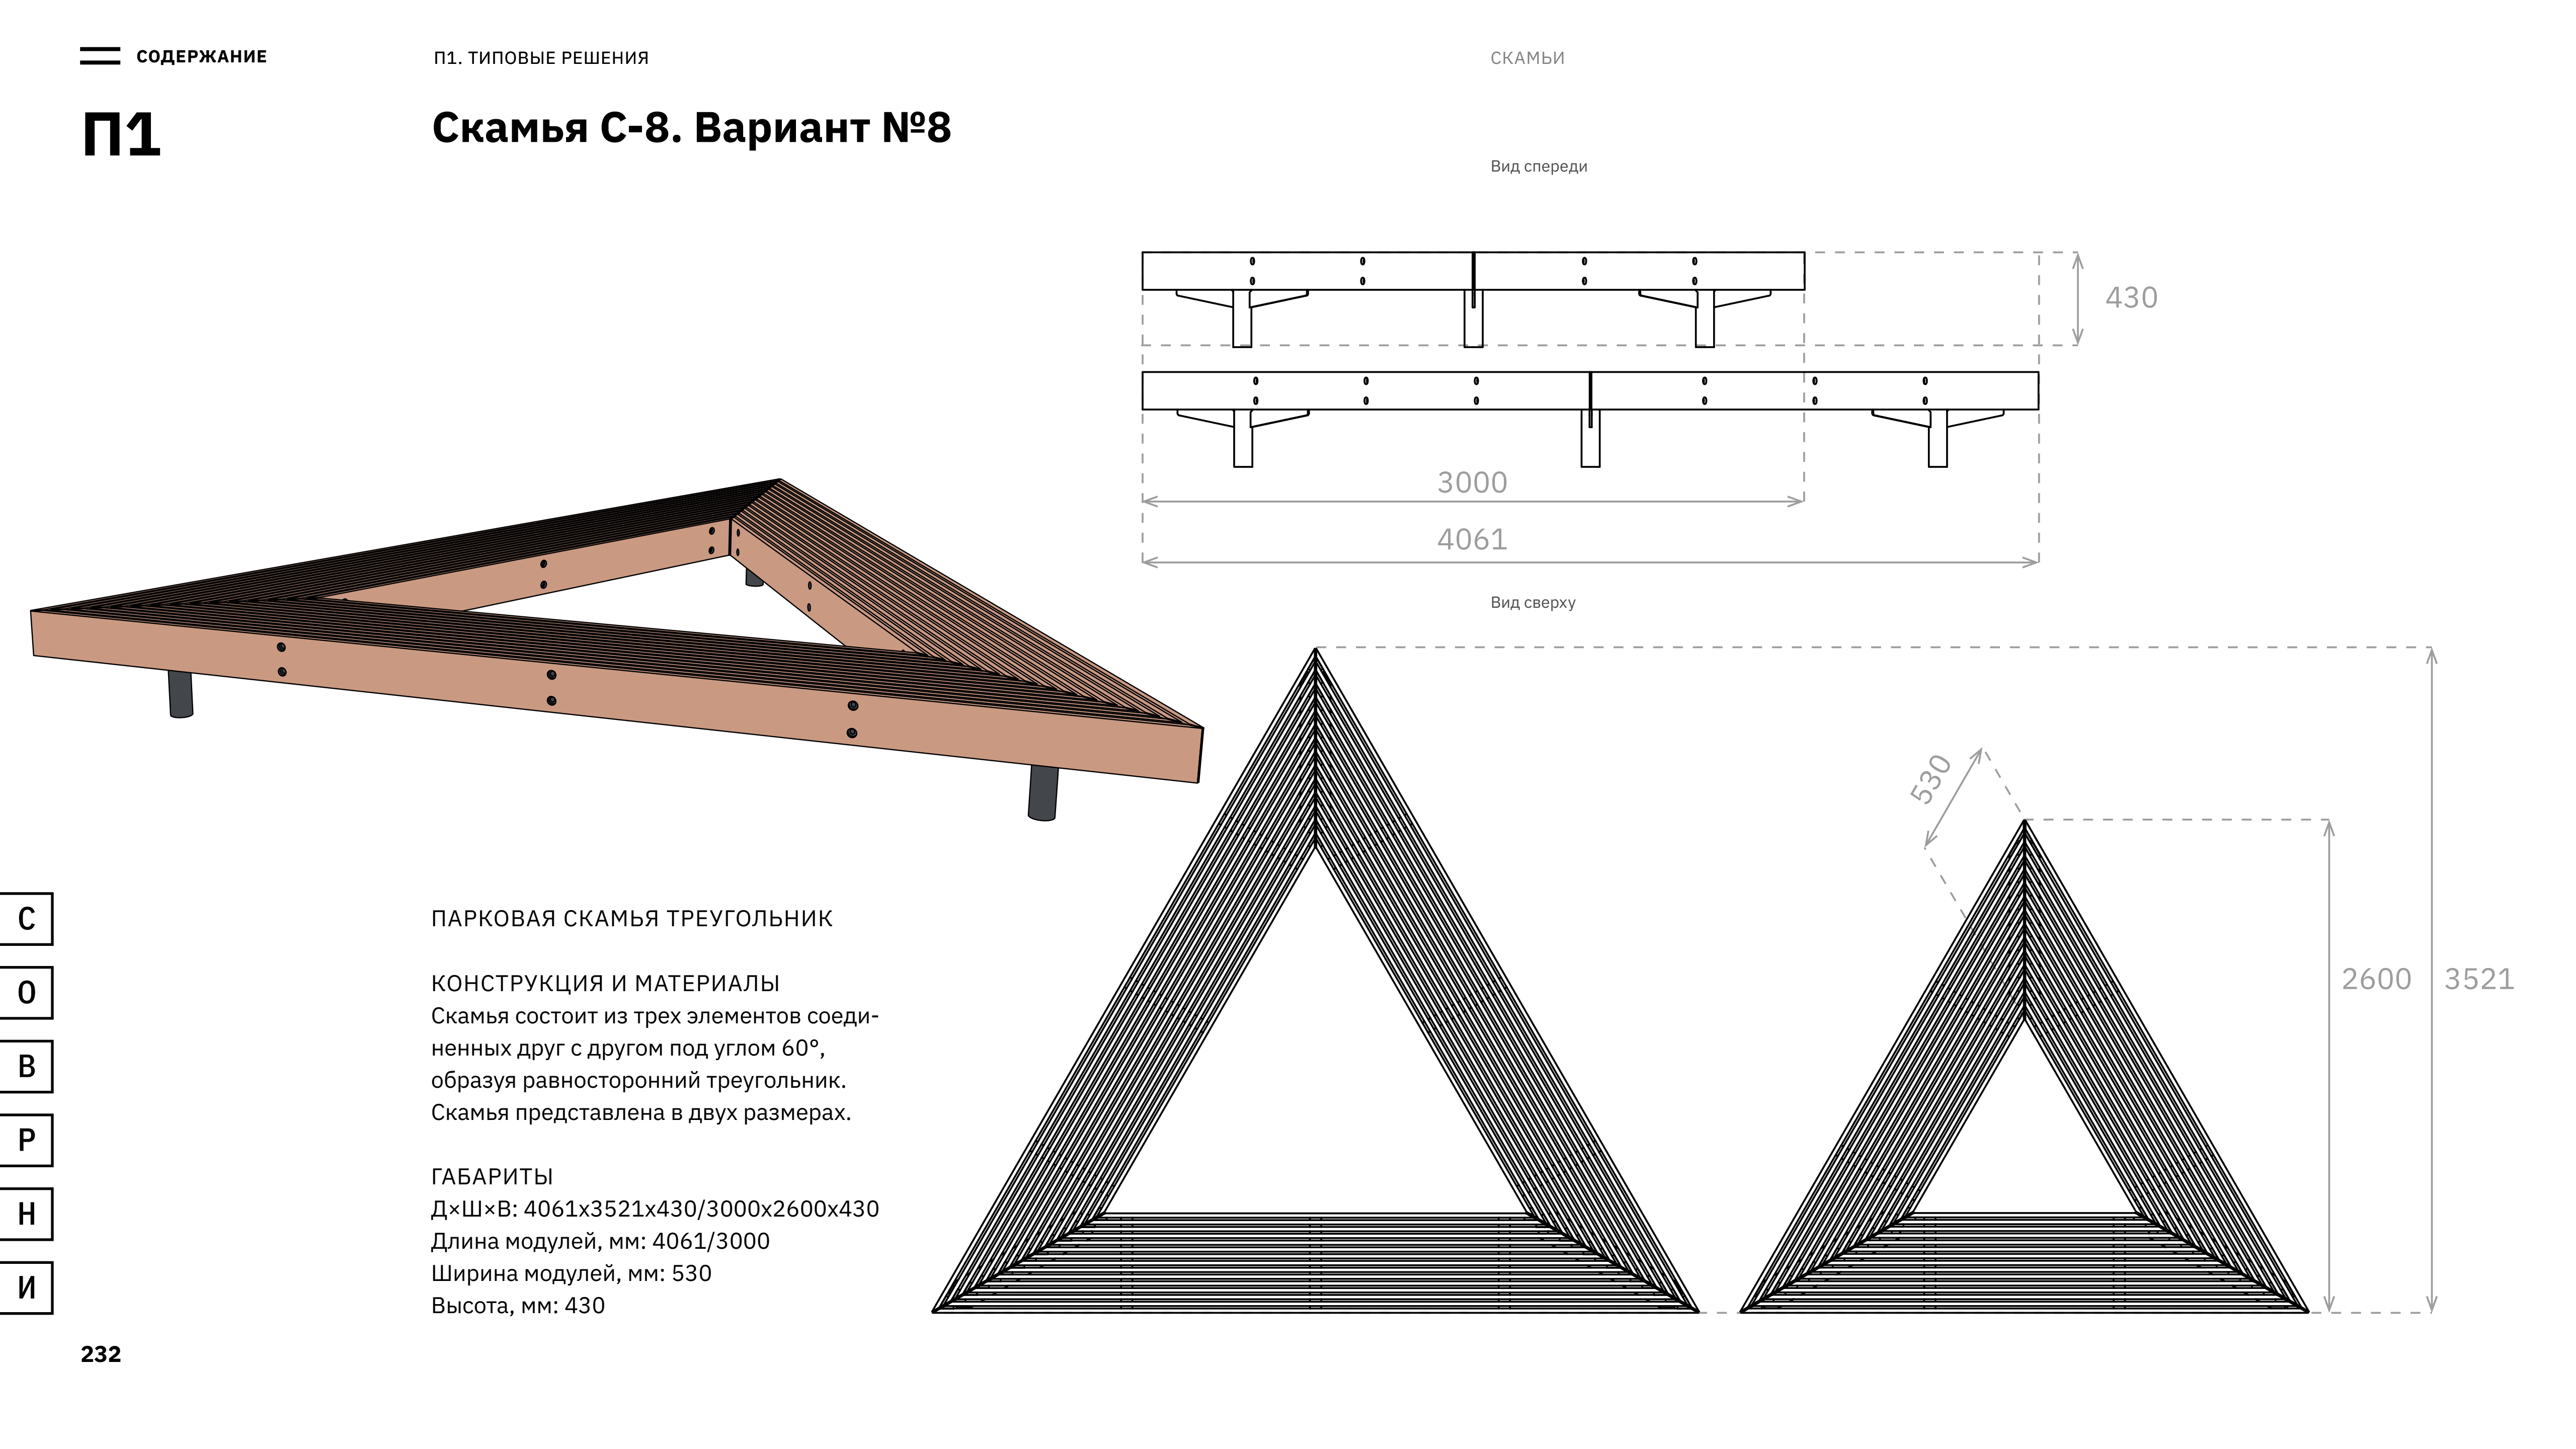 СОДЕРЖАНИЕ
П1. ТИПОВЫЕ РЕШЕНИЯ
СКАМЬИ
П1
Скамья С-8. Вариант №8
Вид спереди
430
3000
4061
Вид сверху
530
2600
3521
ПАРКОВАЯ СКАМЬЯ ТРЕУГОЛЬНИК
КОНСТРУКЦИЯ И МАТЕРИАЛЫ
Скамья состоит из трех элементов соеди-
ненных друг с другом под углом 60°,
образуя равносторонний треугольник.
Скамья представлена в двух размерах.
ГАБАРИТЫ
Д×Ш×В: 4061x3521x430/3000x2600x430
Длина модулей, мм: 4061/3000
Ширина модулей, мм: 530
Высота, мм: 430
С
О
В
Р
Н
И
232